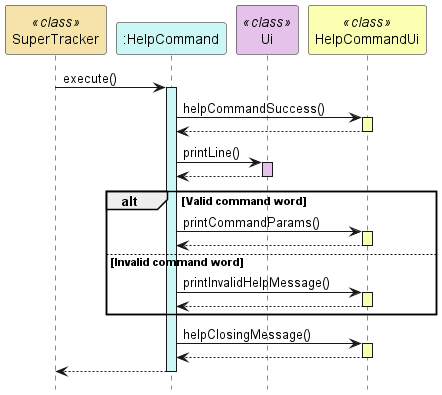 «class» «class» «class»
SuperTracker :HelpCommand Ui HelpCommandUi
execute()
helpCommandSuccess()
printLine()
alt [Valid command word]
printCommandParams()
[Invalid command word]
printInvalidHelpMessage()
helpClosingMessage()